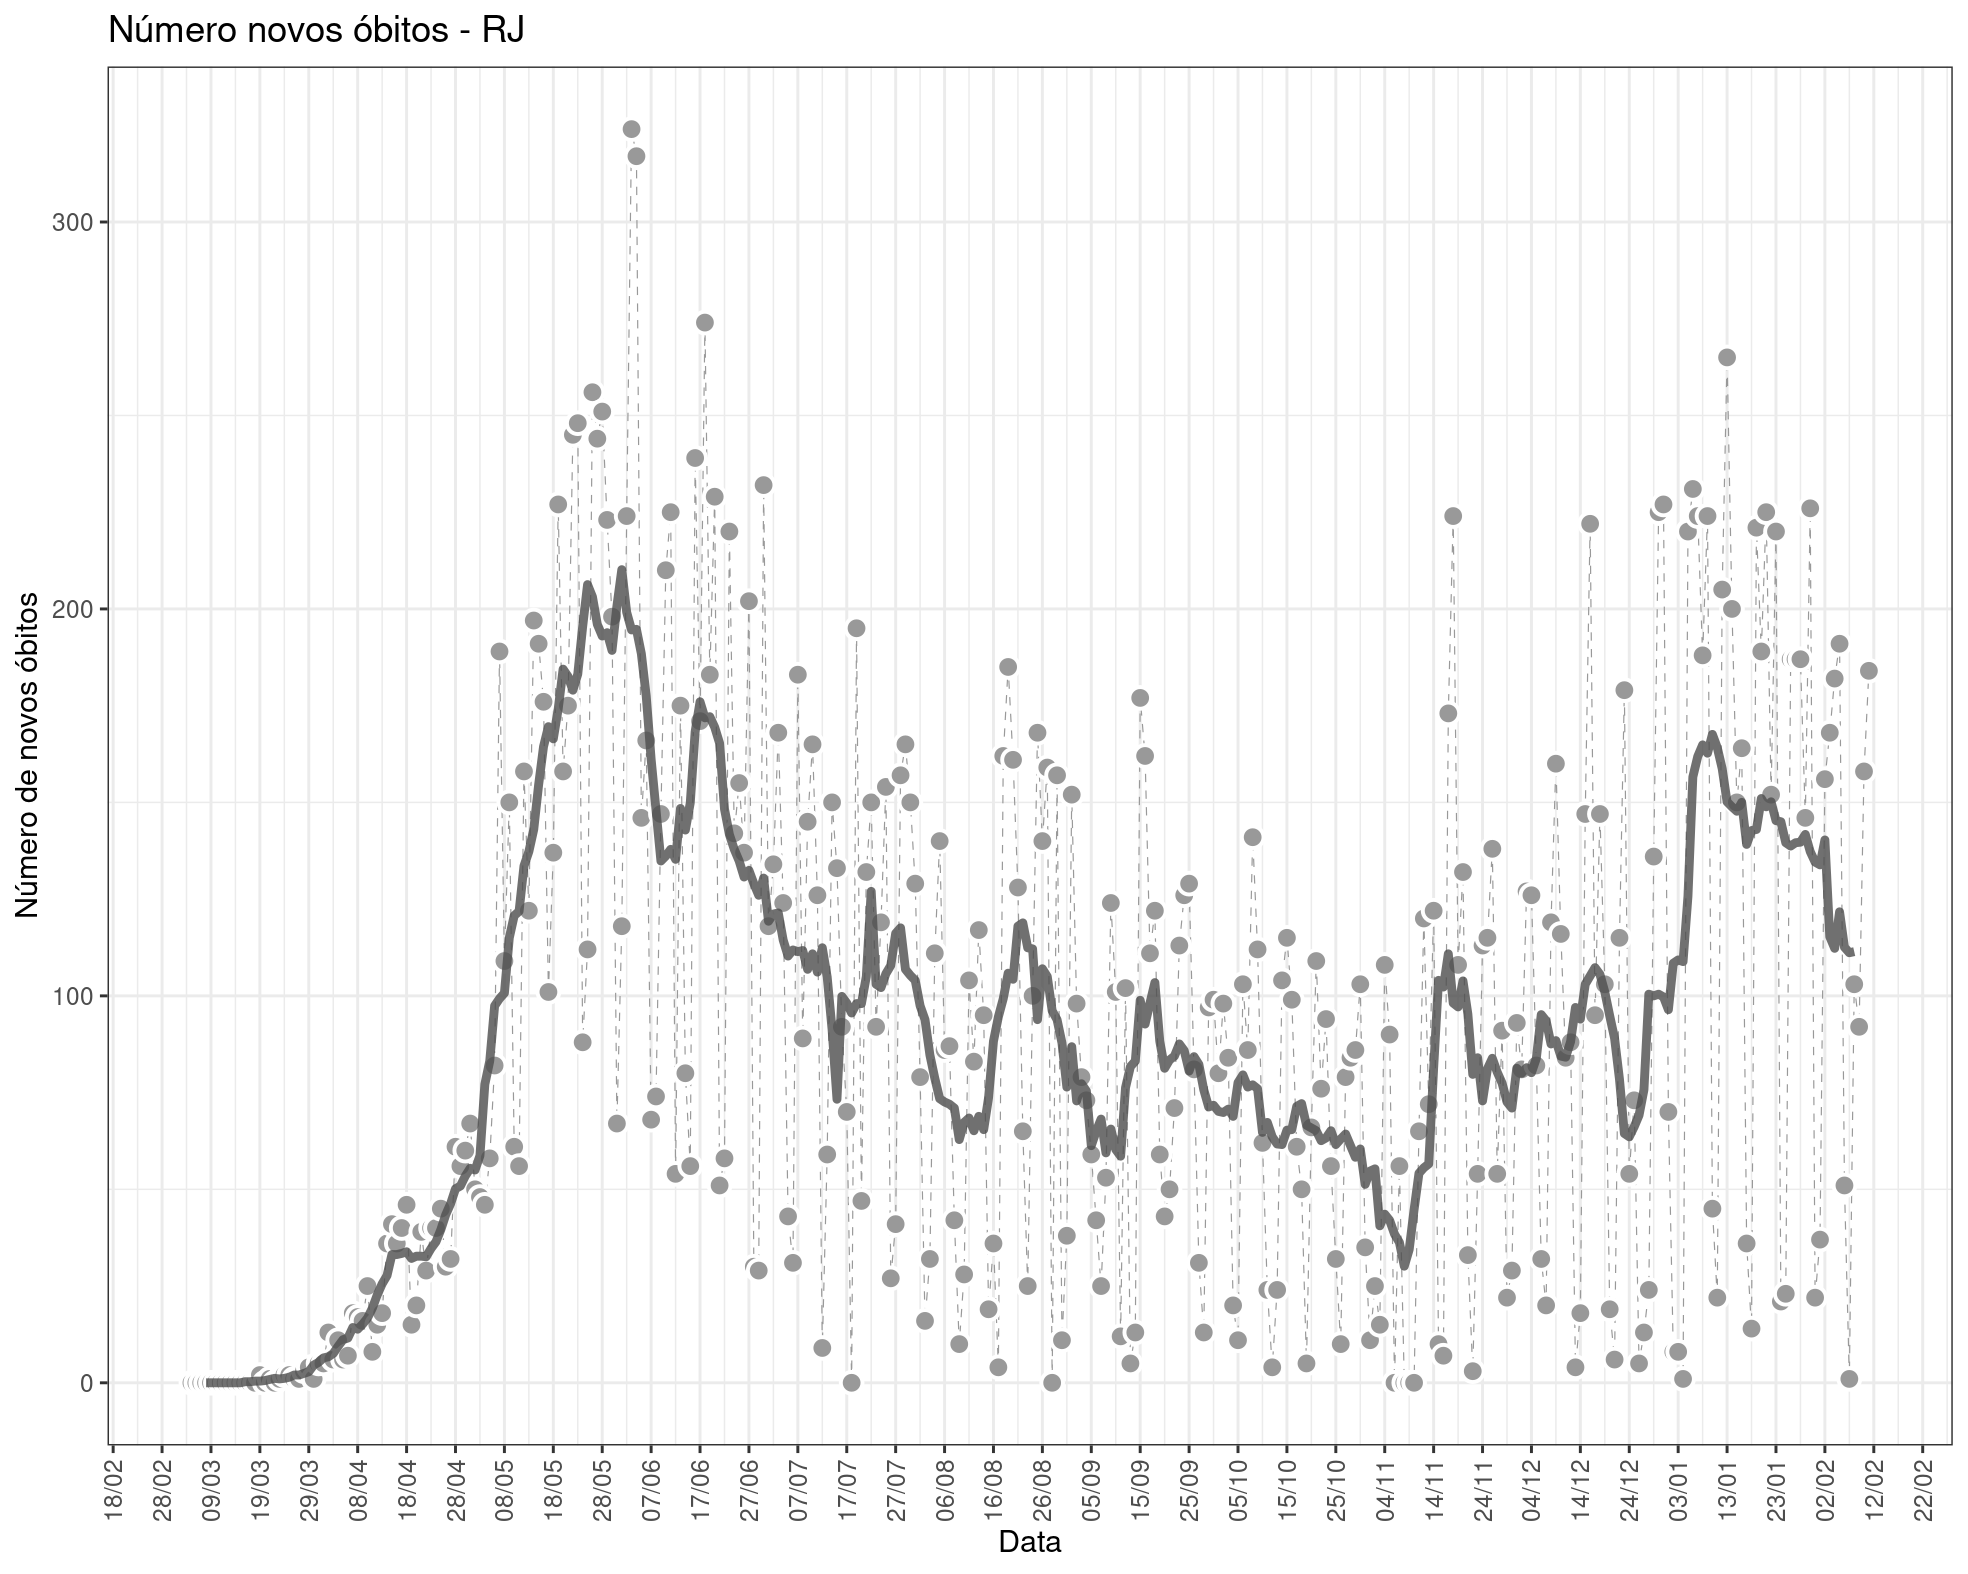 Número novos óbitos - RJ
Número de novos óbitos
300
200
100
0
18/02 28/02 09/03 19/03 29/03 08/04 18/04 28/04 08/05 18/05 28/05 07/06 17/06 27/06 07/07 17/07 27/07 06/08 16/08 26/08 05/09 15/09 25/09 05/10 15/10 25/10 04/11 14/11 24/11 04/12 14/12 24/12 03/01 13/01 23/01 02/02 12/02 22/02
Data